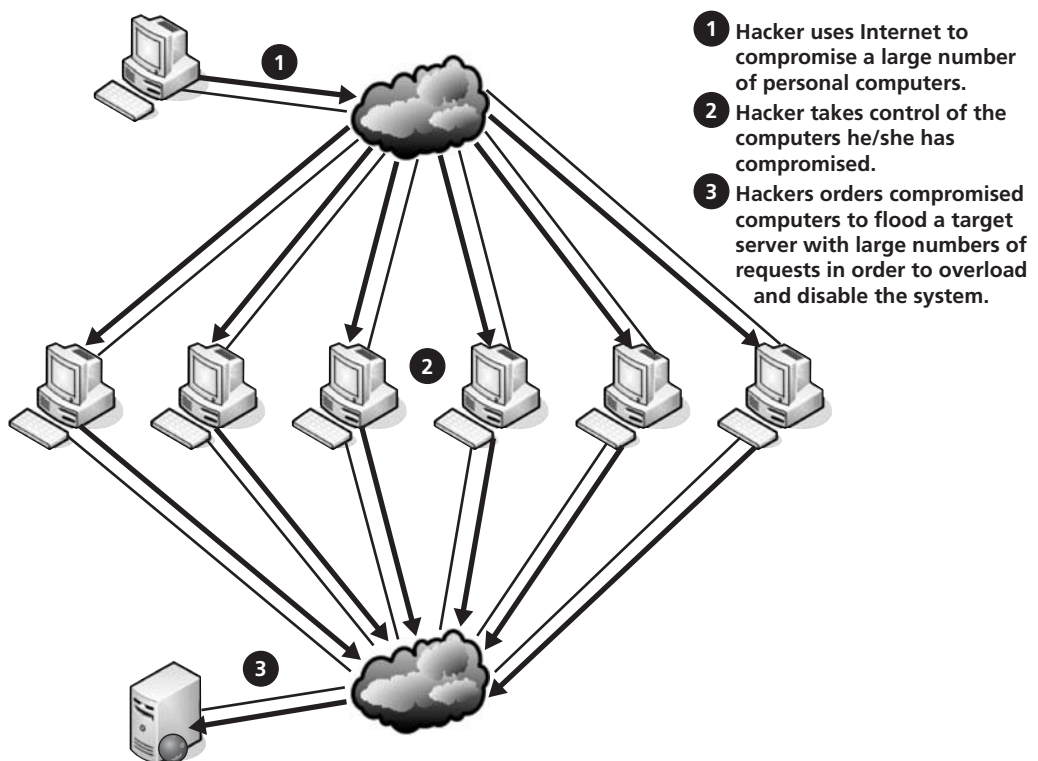 1
1 Hacker uses Internet to
compromise a large number
of personal computers.
2 Hacker takes control of the
computers he/she has
compromised.
3 Hackers orders compromised
computers to flood a target
server with large numbers of
requests in order to overload
and disable the system.
2
3